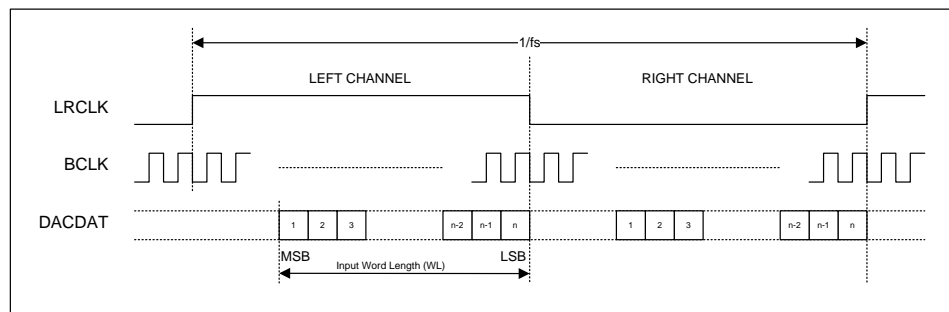 1/fs
LEFT CHANNEL RIGHT CHANNEL
LRCLK
BCLK
DACDAT 1 2 3 n-2 n-1 n 1 2 3 n-2 n-1 n
MSB LSB
Input Word Length (WL)